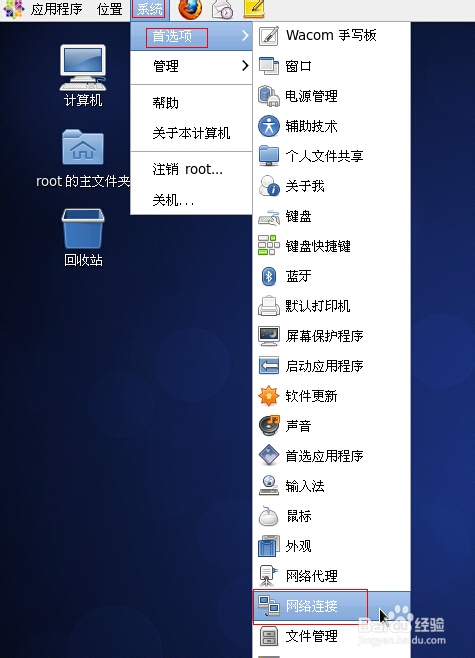 应用程序 位置 系统
首选项
管理
帮助
关于本计算机
注销 root...
关机...
计算机
root 的主文件夹
回收站
Wacom 手写板
窗口
电源管理
辅助技术
个人文件共享
关于我
键盘
键盘快捷键
蓝牙
默认打印机
屏幕保护程序
启动应用程序
软件更新
声音
首选应用程序
输入法
鼠标
外观
网络代理
网络连接
文件管理
Baidu 经验
jingyan.baidu.com